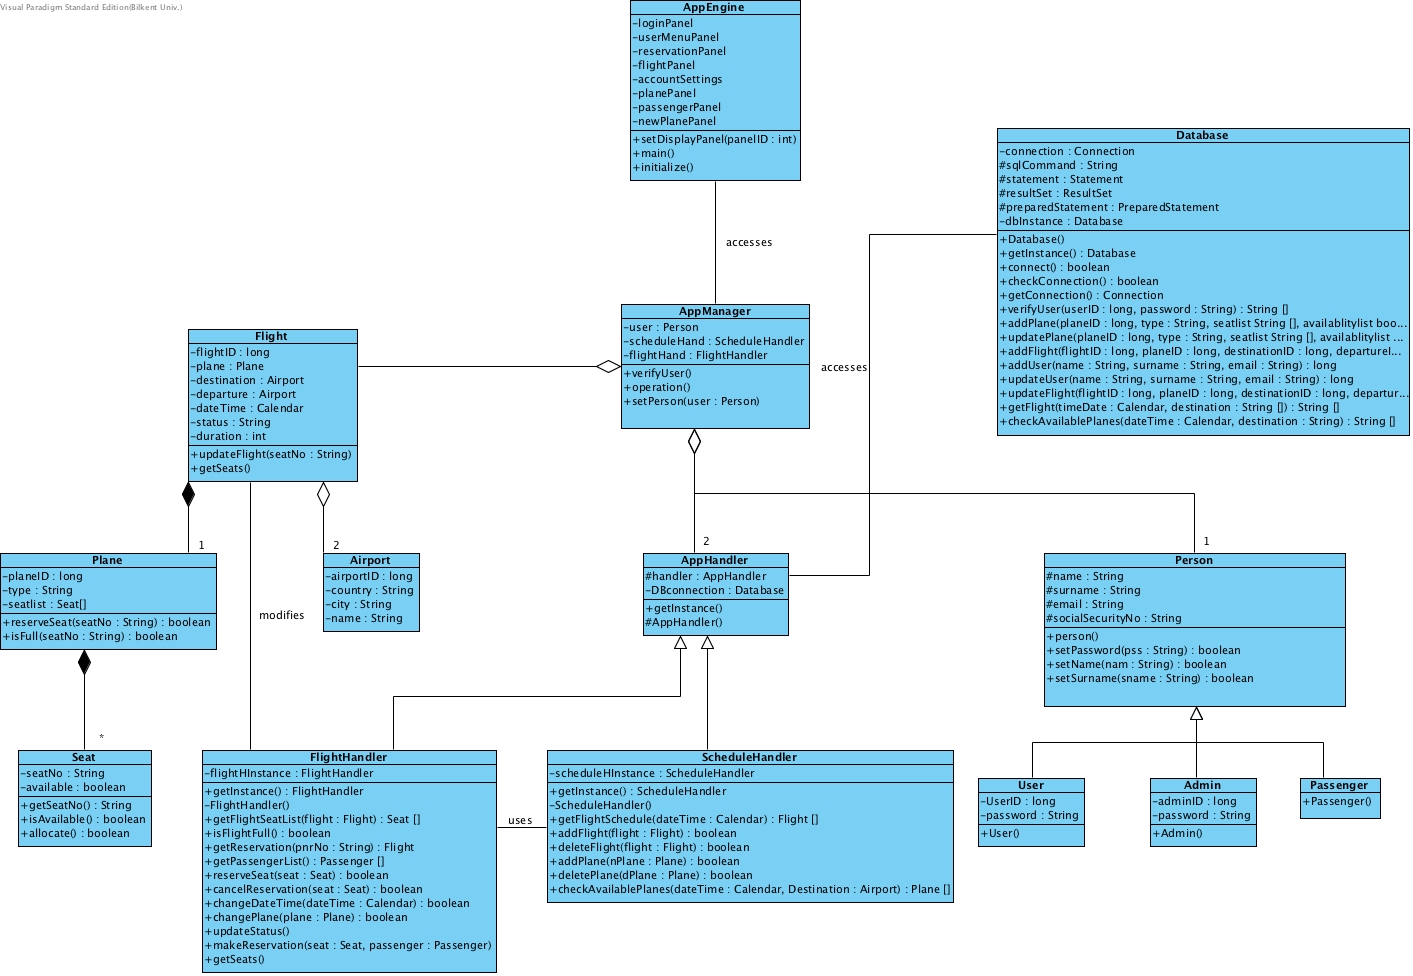 Visual Paradigm Standard Edition(Bilkent Univ.)
AppEngine
-loginPanel
-userMenuPanel
-reservationPanel
-flightPanel
-accountSettings
-planePanel
-passengerPanel
-newPlanePanel
+setDisplayPanel(panelID : int)
+main()
+initialize()
accesses
Database
-connection : Connection
#sqlCommand : String
#statement : Statement
#resultSet : ResultSet
#preparedStatement : PreparedStatement
-dbInstance : Database
+Database()
+getInstance() : Database
+connect() : boolean
+checkConnection() : boolean
+getConnection() : Connection
+verifyUser(userID : long, password : String) : String []
+addPlane(planeID : long, type : String, seatlist String [], availablitylist boo...
+updatePlane(planeID : long, type : String, seatlist String [], availablitylist ...
+addFlight(flightID : long, planeID : long, destinationID : long, departureI...
+addUser(name : String, surname : String, email : String) : long
+updateUser(name : String, surname : String, email : String) : long
+updateFlight(flightID : long, planeID : long, destinationID : long, departur...
+getFlight(timeDate : Calendar, destination : String []) : String []
+checkAvailablePlanes(dateTime : Calendar, destination : String) : String []
AppManager
-user : Person
-scheduleHand : ScheduleHandler
-flightHand : FlightHandler
+verifyUser()
+operation()
+setPerson(user : Person)
accesses
Flight
-flightID : long
-plane : Plane
-destination : Airport
-departure : Airport
-dateTime : Calendar
-status : String
-duration : int
+updateFlight(seatNo : String)
+getSeats()
1
2
2
1
Plane
-planeID : long
-type : String
-seatlist : Seat[]
+reserveSeat(seatNo : String) : boolean
+isFull(seatNo : String) : boolean
modifies
Airport
-airportID : long
-country : String
-city : String
-name : String
AppHandler
#handler : AppHandler
-DBconnection : Database
+getInstance()
#AppHandler()
Person
#name : String
#surname : String
#email : String
#socialSecurityNo : String
+person()
+setPassword(pss : String) : boolean
+setName(nam : String) : boolean
+setSurname(sname : String) : boolean
*
Seat
-seatNo : String
-available : boolean
+getSeatNo() : String
+isAvailable() : boolean
+allocate() : boolean
FlightHandler
-flightHInstance : FlightHandler
+getInstance() : FlightHandler
-FlightHandler()
+getFlightSeatList(flight : Flight) : Seat []
+isFlightFull() : boolean
+getReservation(pnrNo : String) : Flight
+getPassengerList() : Passenger []
+reserveSeat(seat : Seat) : boolean
+cancelReservation(seat : Seat) : boolean
+changeDateTime(dateTime : Calendar) : boolean
+changePlane(plane : Plane) : boolean
+updateStatus()
+makeReservation(seat : Seat, passenger : Passenger)
+getSeats()
uses
ScheduleHandler
-scheduleHInstance : ScheduleHandler
+getInstance() : ScheduleHandler
-ScheduleHandler()
+getFlightSchedule(dateTime : Calendar) : Flight []
+addFlight(flight : Flight) : boolean
+deleteFlight(flight : Flight) : boolean
+addPlane(nPlane : Plane) : boolean
+deletePlane(dPlane : Plane) : boolean
+checkAvailablePlanes(dateTime : Calendar, Destination : Airport) : Plane []
User
-UserID : long
-password : String
+User()
Admin
-adminID : long
-password : String
+Admin()
Passenger
+Passenger()